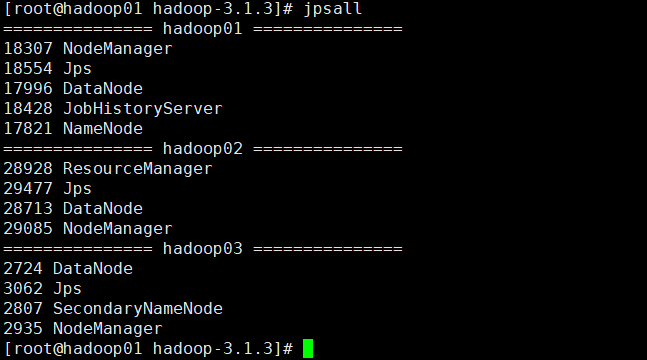 [root@hadoop01 hadoop-3.1.3]# jpsall
=============== hadoop01 ===============
18307 NodeManager
18554 Jps
17996 DataNode
18428 JobHistoryServer
17821 NameNode
=============== hadoop02 ===============
28928 ResourceManager
29477 Jps
28713 DataNode
29085 NodeManager
=============== hadoop03 ===============
2724 DataNode
3062 Jps
2807 SecondaryNameNode
2935 NodeManager
[root@hadoop01 hadoop-3.1.3]#